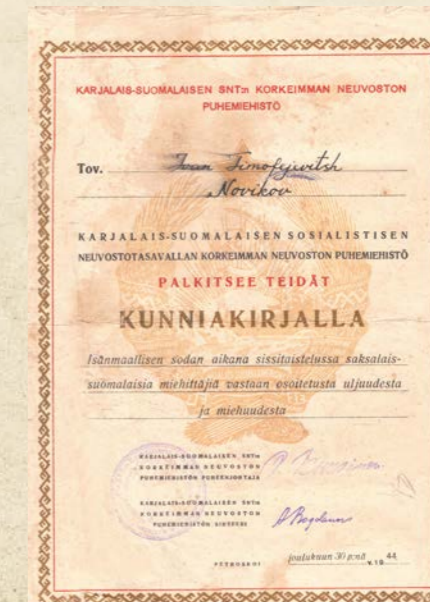 KARJALAIS-SUOMALAISEN SNT:n KORKEIMMAN NEUVOSTON
PUHEMIEHISTÖ
Tov. Ivan Timofejevitsh
Novikov
KARJALAIS-SUOMALAISEN SOSIALISTISEN
NEUVOSTOTASAVALLAN KORKEIMMAN NEUVOSTON PUHEMIEHISTÖ
PALKITSEE TEIDÄT
KUNNIAKIRJALLA
Isänmaallisen sodan aikana sissitaistelussa saksalais-
suomalaisia miehittäjiä vastaan osoitetusta uljuudesta
ja miehuudesta
KARJALAIS-SUOMALAISEN SNT:n
KORKEIMMAN NEUVOSTON
PUHEMIEHISTÖN PUHEENJOHTAJA
KARJALAIS-SUOMALAISEN SNT:n
KORKEIMMAN NEUVOSTON
PUHEMIEHISTÖN SIHTEERI
PETROSKOI
joulukuun 30 p:nä v. 1944